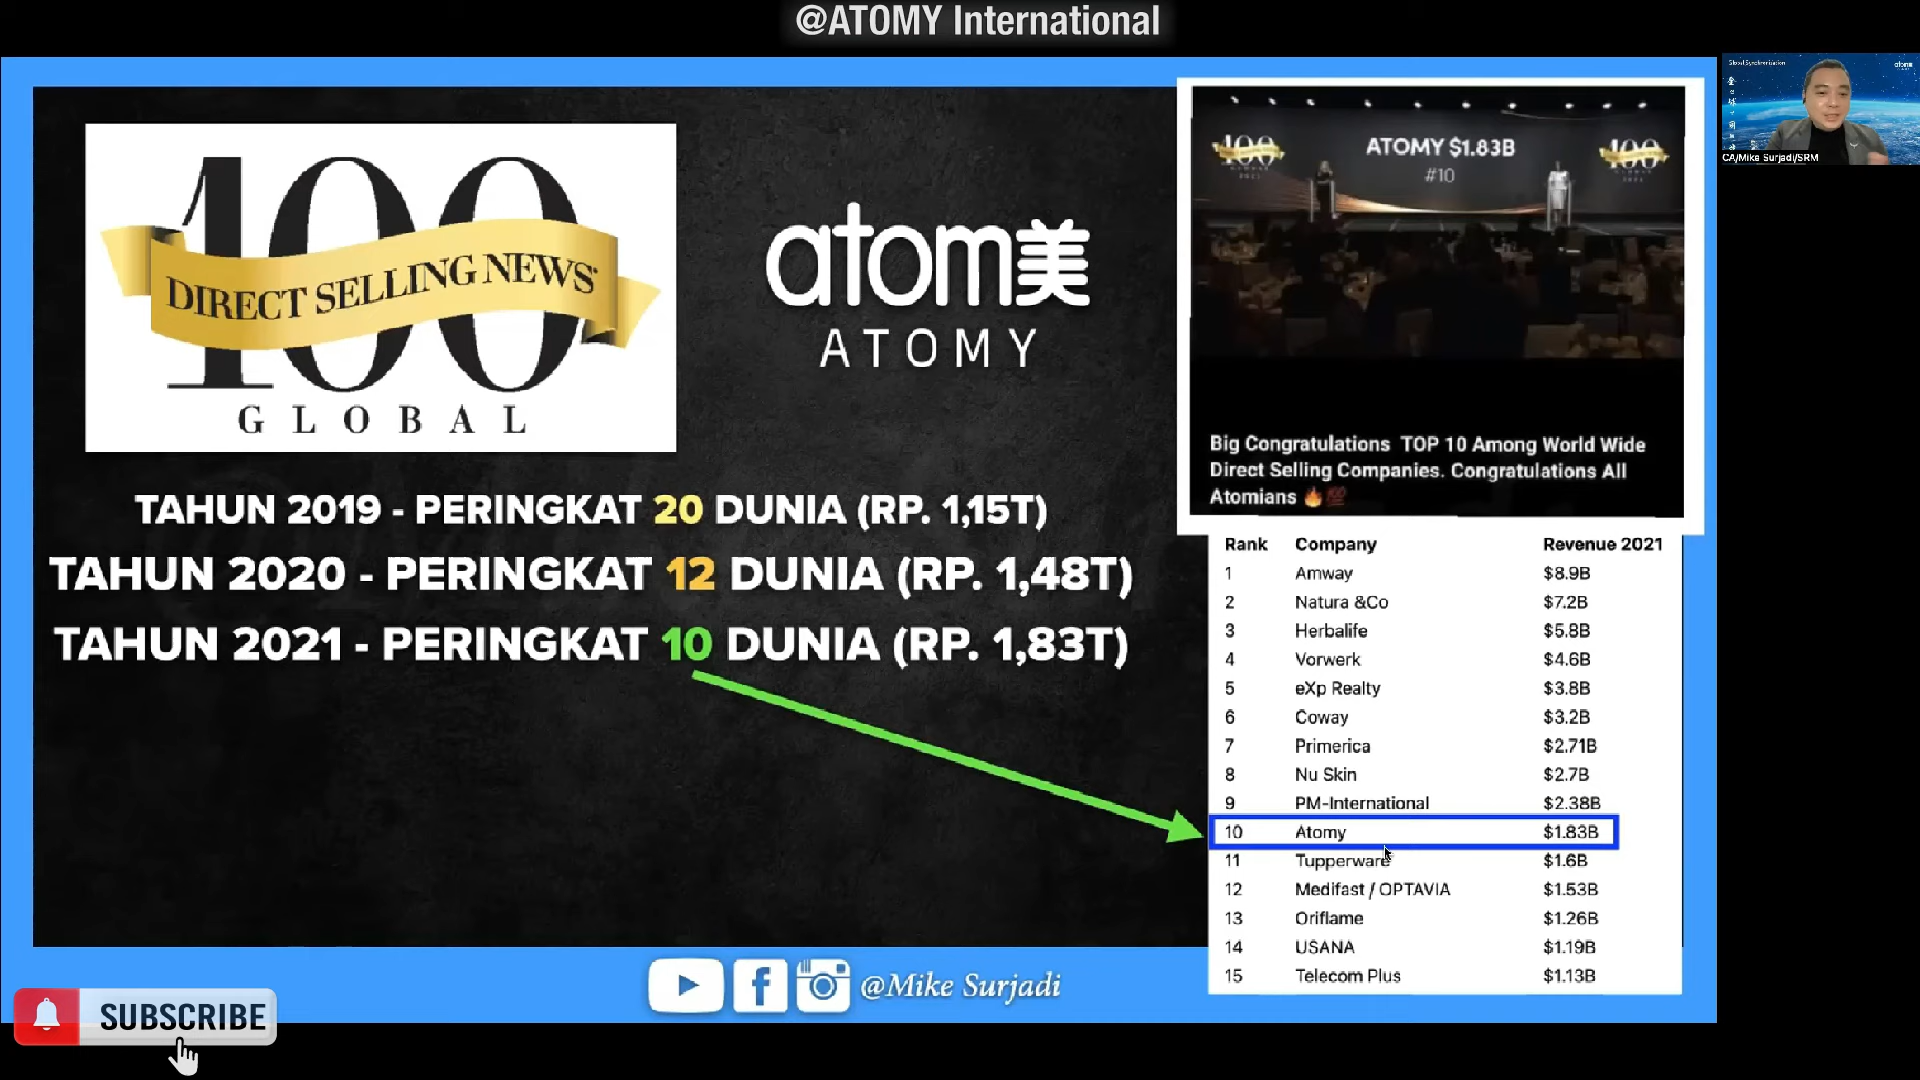 @ATOMY International
100
DIRECT SELLING NEWS
GLOBAL
atom美
ATOMY
TAHUN 2019 - PERINGKAT 20 DUNIA (RP. 1,15T)
TAHUN 2020 - PERINGKAT 12 DUNIA (RP. 1,48T)
TAHUN 2021 - PERINGKAT 10 DUNIA (RP. 1,83T)
ATOMY $1.83B
#10
100
100
Big Congratulations TOP 10 Among World Wide
Direct Selling Companies. Congratulations All
Atomians 🔥💯
Rank Company Revenue 2021
1 Amway $8.9B
2 Natura &Co $7.2B
3 Herbalife $5.8B
4 Vorwerk $4.6B
5 eXp Realty $3.8B
6 Coway $3.2B
7 Primerica $2.71B
8 Nu Skin $2.7B
9 PM-International $2.38B
10 Atomy $1.83B
11 Tupperware $1.6B
12 Medifast / OPTAVIA $1.53B
13 Oriflame $1.26B
14 USANA $1.19B
15 Telecom Plus $1.13B
@Mike Surjadi
SUBSCRIBE
Global Synchronization
CA/Mike Surjadi/SRM